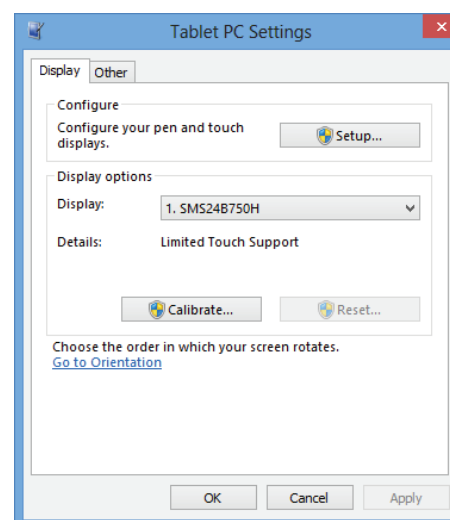 Tablet PC Settings
Display Other
Configure
Configure your pen and touch
displays.
Setup...
Display options
Display: 1. SMS24B750H
Details: Limited Touch Support
Calibrate... Reset...
Choose the order in which your screen rotates.
Go to Orientation
OK Cancel Apply